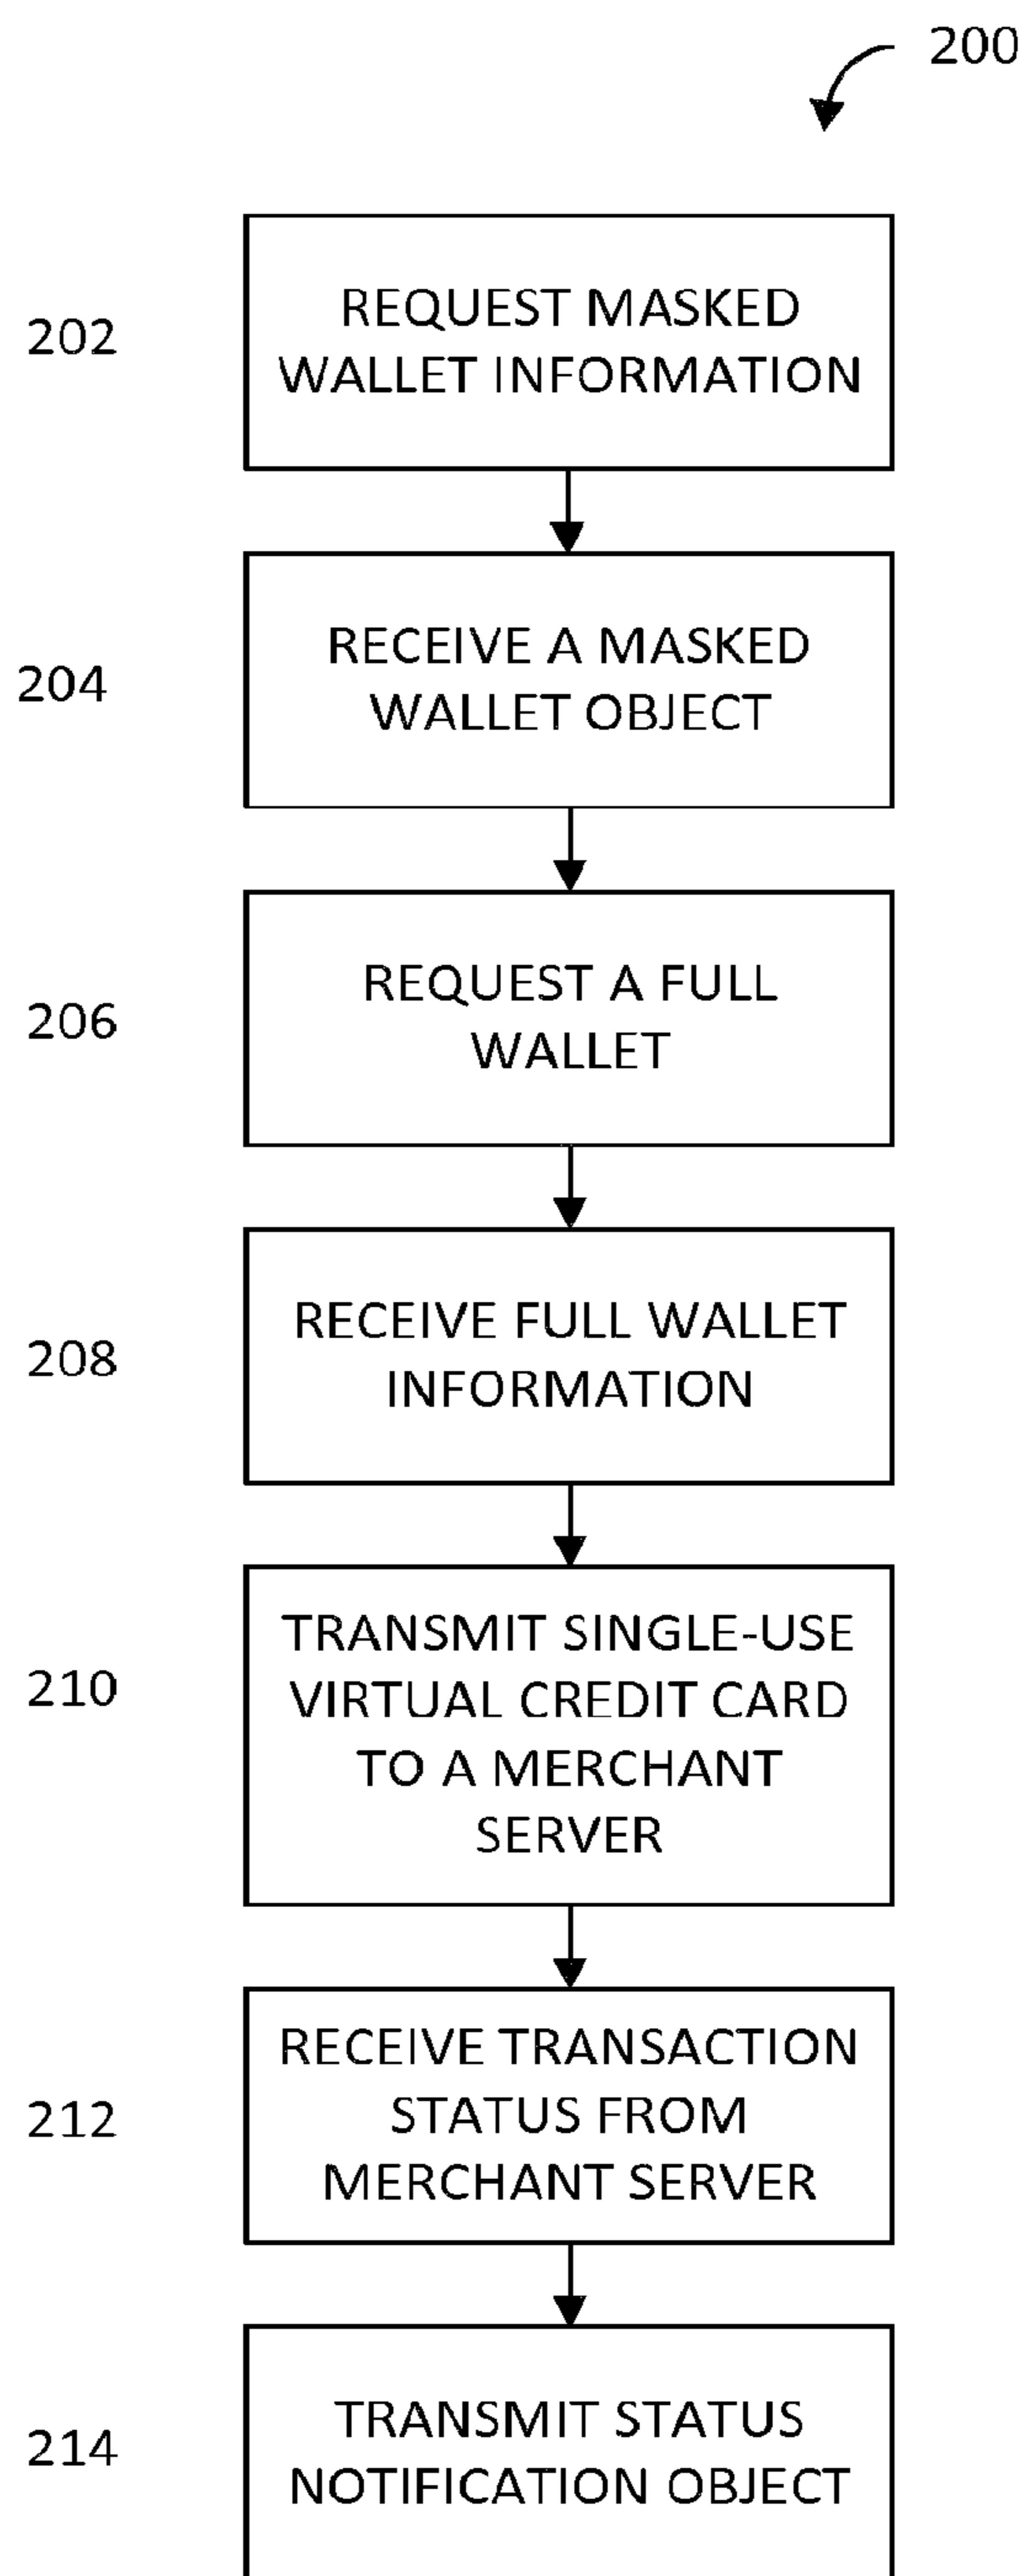 200
202
REQUEST MASKED
WALLET INFORMATION
204
RECEIVE A MASKED
WALLET OBJECT
206
REQUEST A FULL
WALLET
208
RECEIVE FULL WALLET
INFORMATION
210
TRANSMIT SINGLE-USE
VIRTUAL CREDIT CARD
TO A MERCHANT
SERVER
212
RECEIVE TRANSACTION
STATUS FROM
MERCHANT SERVER
214
TRANSMIT STATUS
NOTIFICATION OBJECT